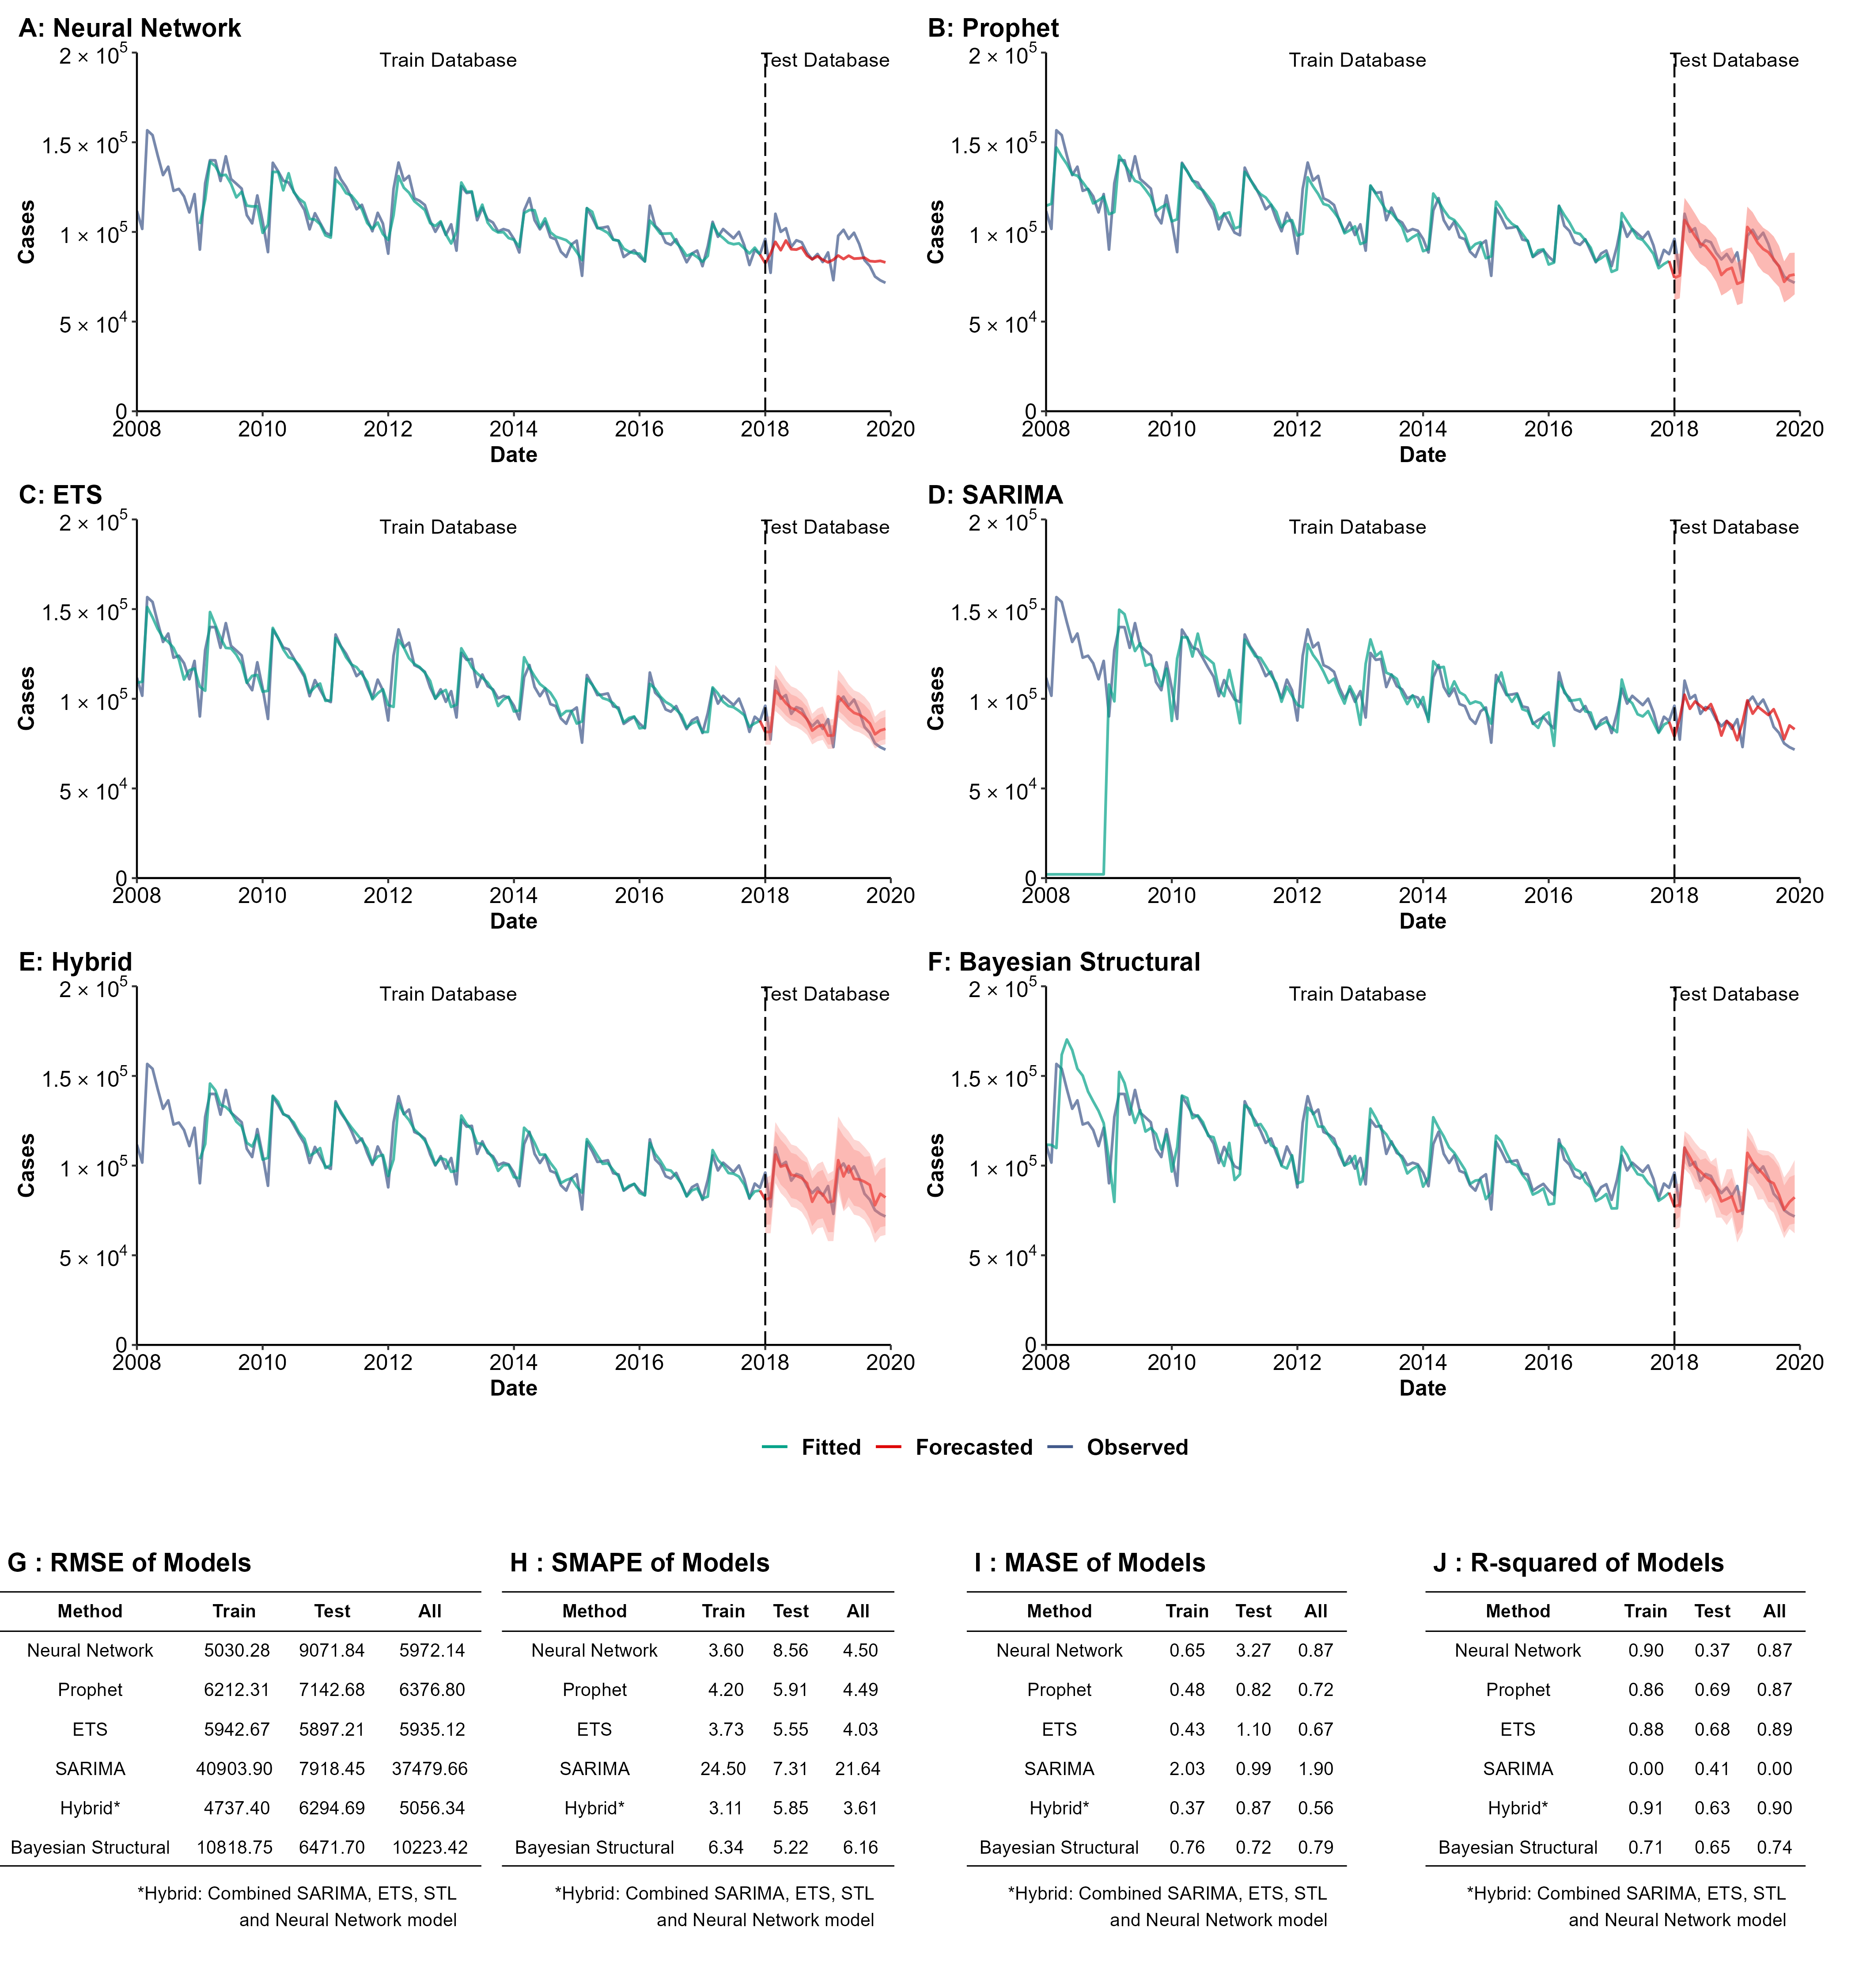 A: Neural Network
Train Database
Test Database
2 × 10^5
1.5 × 10^5
1 × 10^5
5 × 10^4
0
Cases
2008 2010 2012 2014 2016 2018 2020
Date
B: Prophet
Train Database
Test Database
2 × 10^5
1.5 × 10^5
1 × 10^5
5 × 10^4
0
Cases
2008 2010 2012 2014 2016 2018 2020
Date
C: ETS
Train Database
Test Database
2 × 10^5
1.5 × 10^5
1 × 10^5
5 × 10^4
0
Cases
2008 2010 2012 2014 2016 2018 2020
Date
D: SARIMA
Train Database
Test Database
2 × 10^5
1.5 × 10^5
1 × 10^5
5 × 10^4
0
Cases
2008 2010 2012 2014 2016 2018 2020
Date
E: Hybrid
Train Database
Test Database
2 × 10^5
1.5 × 10^5
1 × 10^5
5 × 10^4
0
Cases
2008 2010 2012 2014 2016 2018 2020
Date
F: Bayesian Structural
Train Database
Test Database
2 × 10^5
1.5 × 10^5
1 × 10^5
5 × 10^4
0
Cases
2008 2010 2012 2014 2016 2018 2020
Date
Fitted Forecasted Observed
G : RMSE of Models
Method Train Test All
Neural Network 5030.28 9071.84 5972.14
Prophet 6212.31 7142.68 6376.80
ETS 5942.67 5897.21 5935.12
SARIMA 40903.90 7918.45 37479.66
Hybrid* 4737.40 6294.69 5056.34
Bayesian Structural 10818.75 6471.70 10223.42
*Hybrid: Combined SARIMA, ETS, STL
and Neural Network model
H : SMAPE of Models
Method Train Test All
Neural Network 3.60 8.56 4.50
Prophet 4.20 5.91 4.49
ETS 3.73 5.55 4.03
SARIMA 24.50 7.31 21.64
Hybrid* 3.11 5.85 3.61
Bayesian Structural 6.34 5.22 6.16
*Hybrid: Combined SARIMA, ETS, STL
and Neural Network model
I : MASE of Models
Method Train Test All
Neural Network 0.65 3.27 0.87
Prophet 0.48 0.82 0.72
ETS 0.43 1.10 0.67
SARIMA 2.03 0.99 1.90
Hybrid* 0.37 0.87 0.56
Bayesian Structural 0.76 0.72 0.79
*Hybrid: Combined SARIMA, ETS, STL
and Neural Network model
J : R-squared of Models
Method Train Test All
Neural Network 0.90 0.37 0.87
Prophet 0.86 0.69 0.87
ETS 0.88 0.68 0.89
SARIMA 0.00 0.41 0.00
Hybrid* 0.91 0.63 0.90
Bayesian Structural 0.71 0.65 0.74
*Hybrid: Combined SARIMA, ETS, STL
and Neural Network model